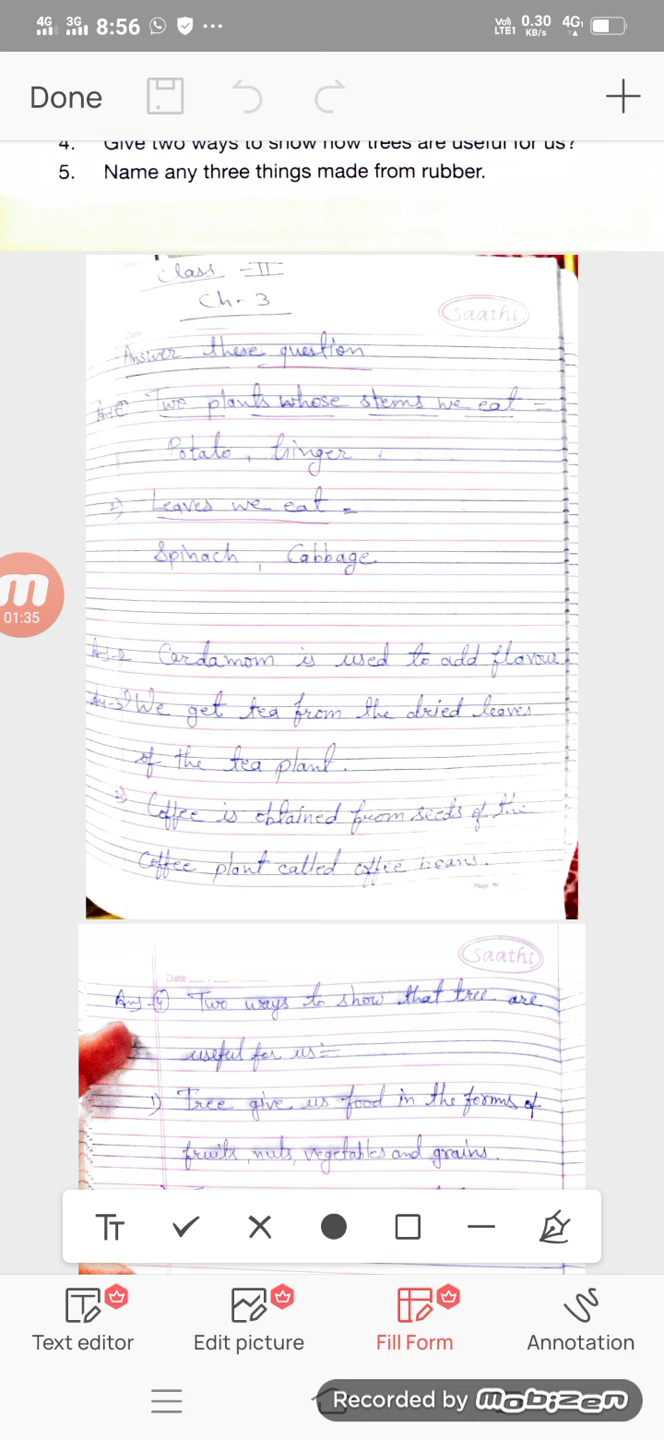 4G 3G 8:56 ... Vo) LTE1 0.30 KB/s 4G
Done
4. Give two ways to show how trees are useful for us?
5. Name any three things made from rubber.
Class - II
Ch - 3
Saathi
Date
Answer these question
Two plants whose stems we eat =
Potato, Ginger
2) Leaves we eat =
Spinach, Cabbage
Ans-2 Cardamom is used to add flavour
Ans-3 We get tea from the dried leaves
of the tea plant.
2) Coffee is obtained from seeds of the
Coffee plant called coffee beans.
Page No.
Saathi
Date
Ans-4 Two ways to show that tree are
useful for us:=
1) Tree give us food in the forms of
fruits, nuts, vegetables and grains.
m
01:35
TT
Text editor Edit picture Fill Form Annotation
Recorded by mobizen